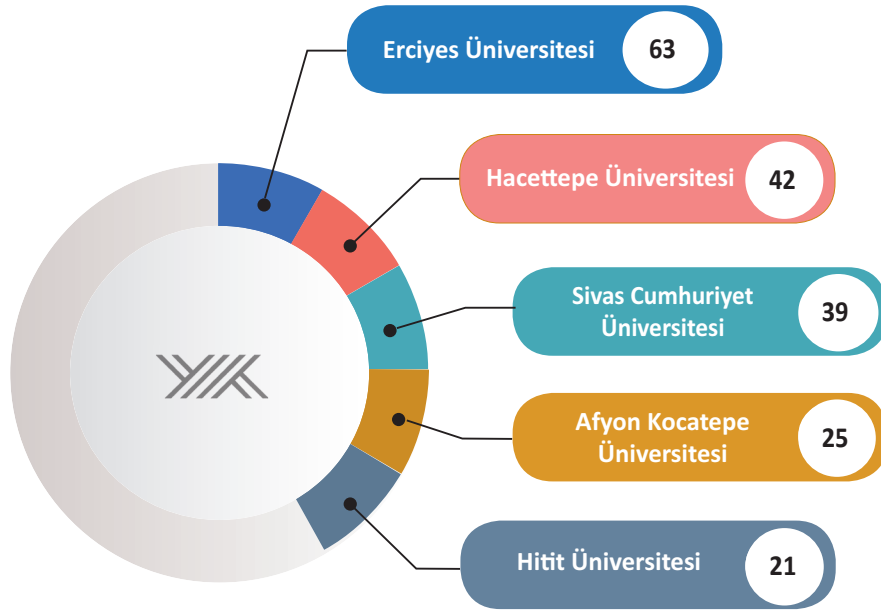 Erciyes Üniversitesi 63
Hacettepe Üniversitesi 42
Sivas Cumhuriyet
Üniversitesi
39
Afyon Kocatepe
Üniversitesi
25
Hitit Üniversitesi 21